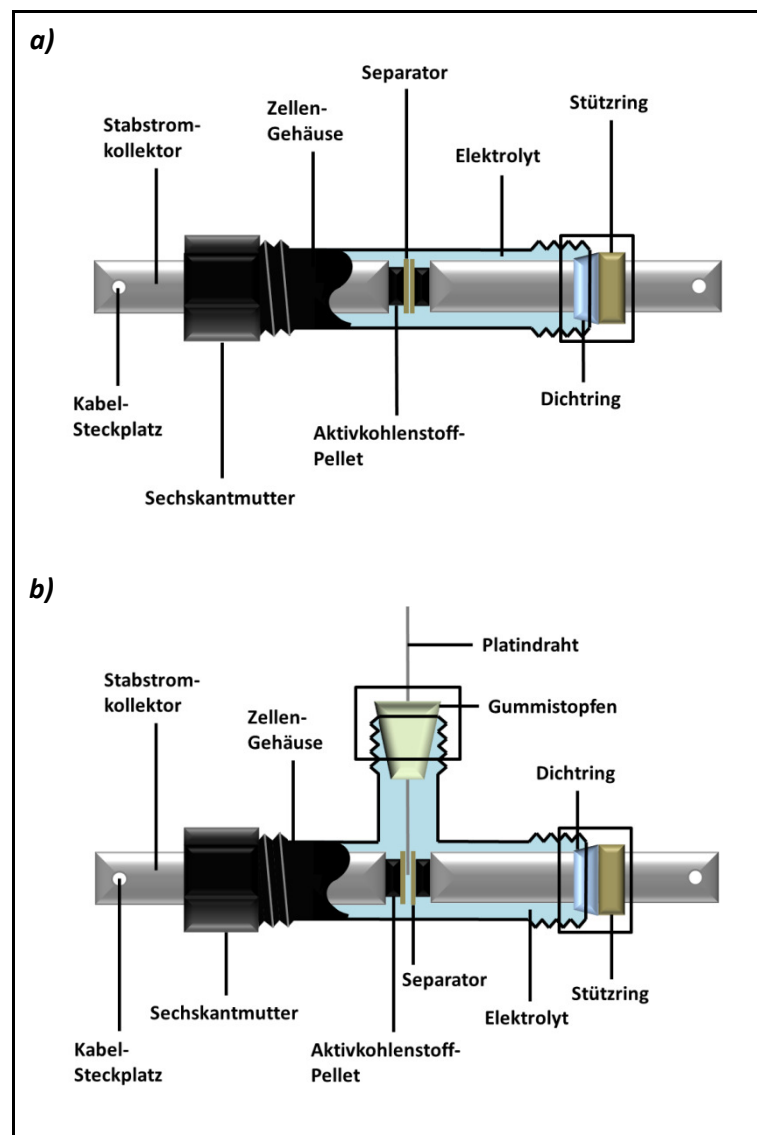 a)
Separator
Stützring
Zellen-
Gehäuse
Stabstrom-
kollektor
Elektrolyt
Kabel-
Steckplatz
Dichtring
Aktivkohlenstoff-
Pellet
Sechskantmutter
b)
Platindraht
Stabstrom-
kollektor
Gummistopfen
Zellen-
Gehäuse
Dichtring
Separator
Stützring
Sechskantmutter
Elektrolyt
Kabel-
Steckplatz
Aktivkohlenstoff-
Pellet